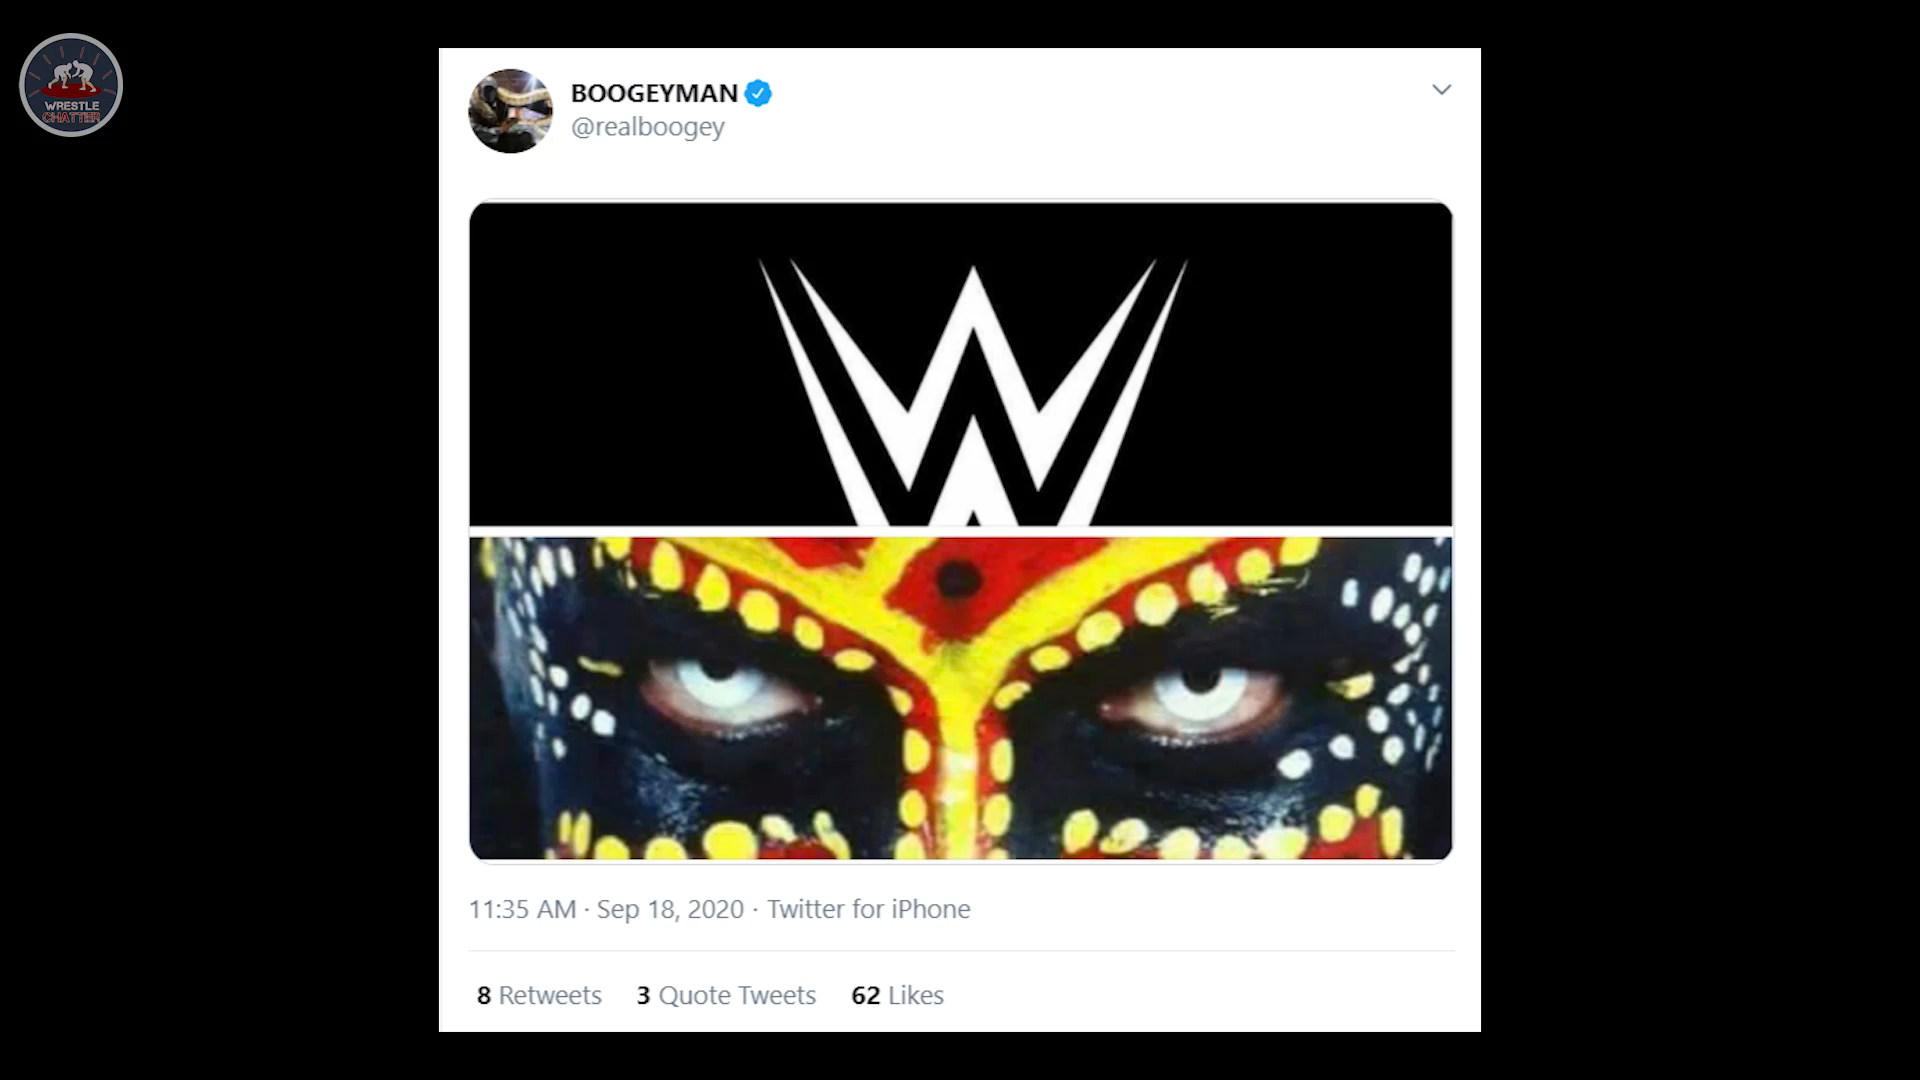 WRESTLE
CHATTER
BOOGEYMAN
@realboogey
W
11:35 AM · Sep 18, 2020 · Twitter for iPhone
8 Retweets 3 Quote Tweets 62 Likes